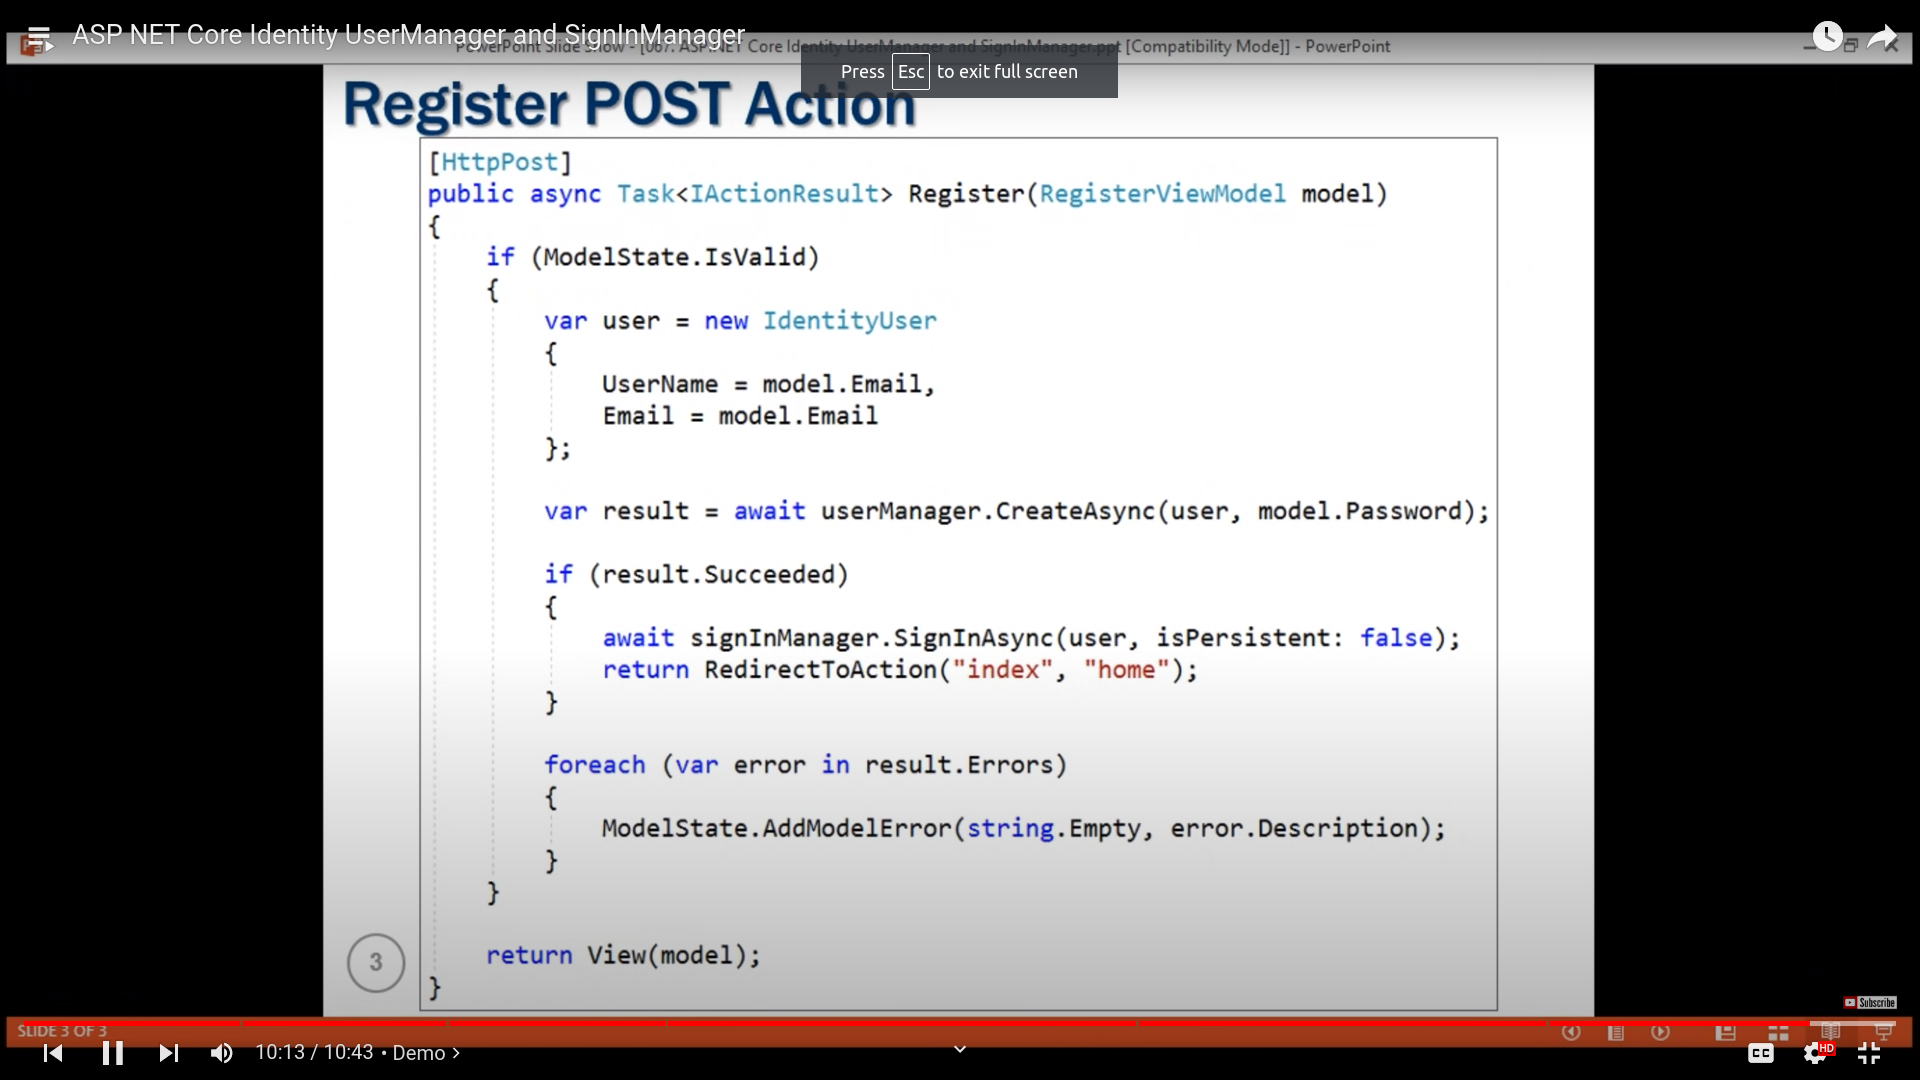 ASP NET Core Identity UserManager and SignInManager
PowerPoint Slide Show - [067. ASP.NET Core Identity UserManager and SignInManager.ppt [Compatibility Mode]] - PowerPoint
Press Esc to exit full screen
Register POST Action
[HttpPost]
public async Task<IActionResult> Register(RegisterViewModel model)
{
if (ModelState.IsValid)
{
var user = new IdentityUser
{
UserName = model.Email,
Email = model.Email
};
var result = await userManager.CreateAsync(user, model.Password);
if (result.Succeeded)
{
await signInManager.SignInAsync(user, isPersistent: false);
return RedirectToAction("index", "home");
}
foreach (var error in result.Errors)
{
ModelState.AddModelError(string.Empty, error.Description);
}
}
return View(model);
}
3
Subscribe
SLIDE 3 OF 3
10:13 / 10:43 • Demo >
CC
HD